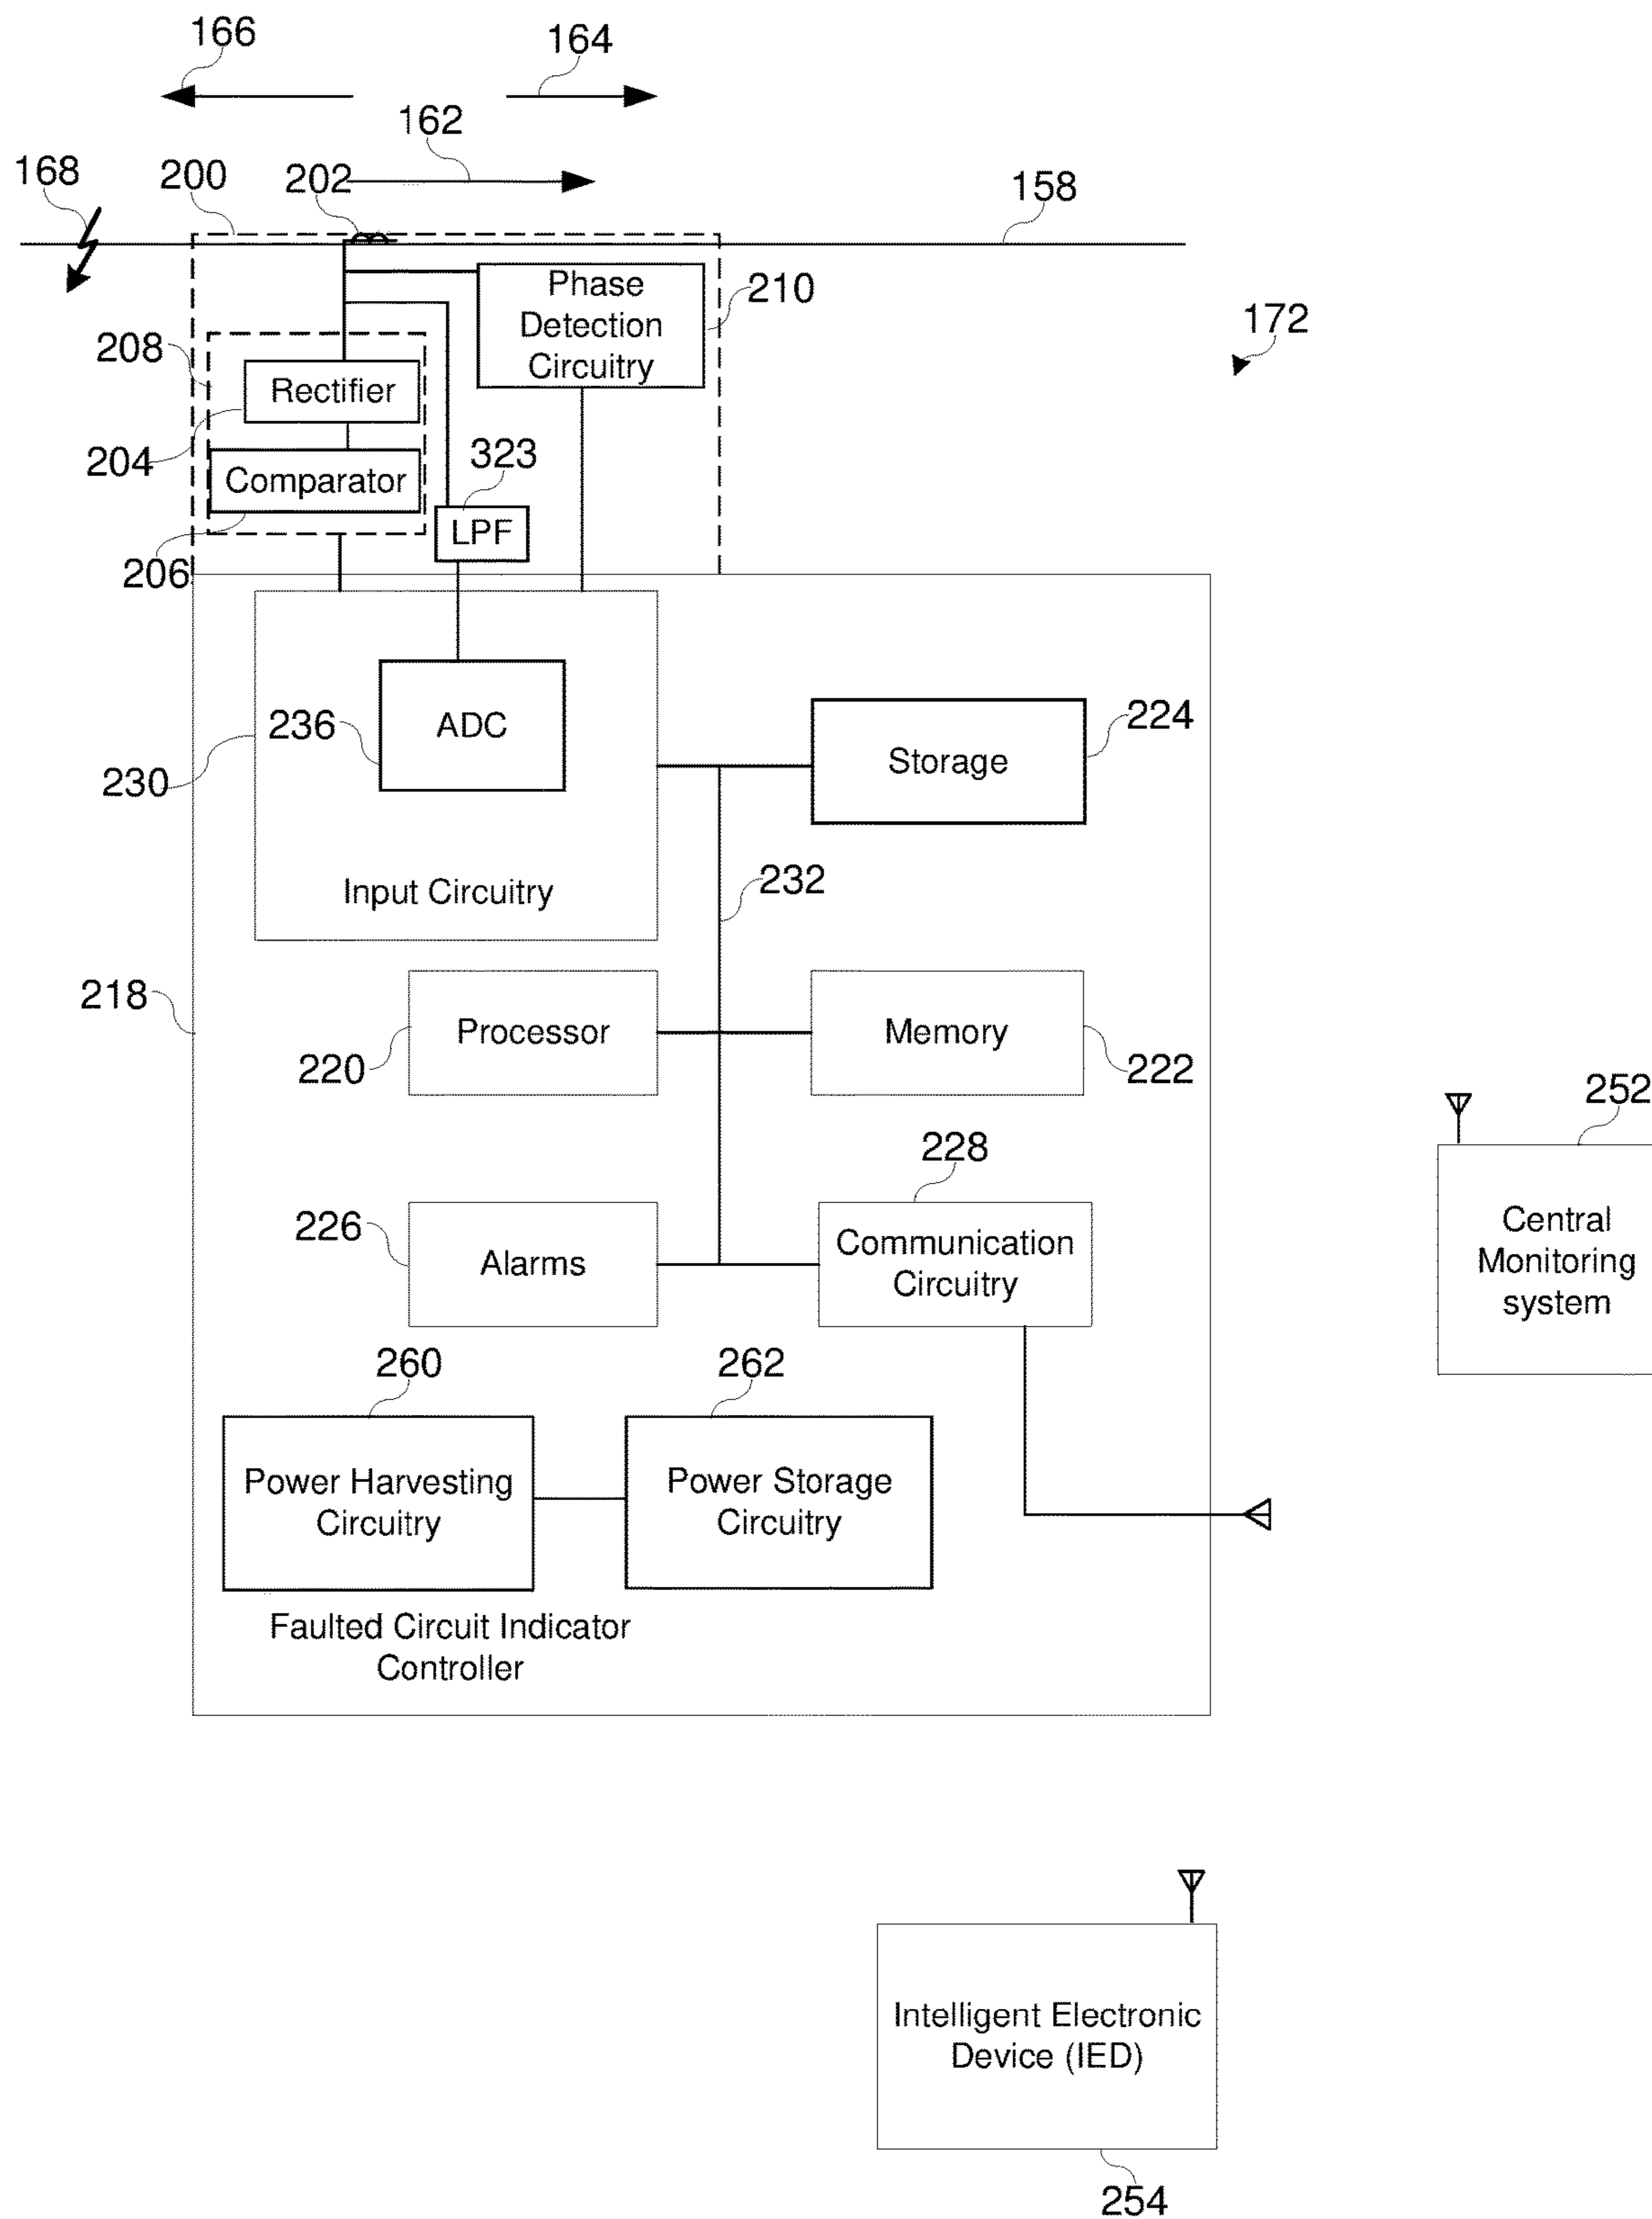 166
164
162
168
200
202
158
Phase
Detection
Circuitry
210
172
208
Rectifier
204
Comparator
323
LPF
206
236
ADC
230
Storage
224
Input Circuitry
232
218
Processor
220
Memory
222
252
Central
Monitoring
system
228
226
Alarms
Communication
Circuitry
260
262
Power Harvesting
Circuitry
Power Storage
Circuitry
Faulted Circuit Indicator
Controller
Intelligent Electronic
Device (IED)
254